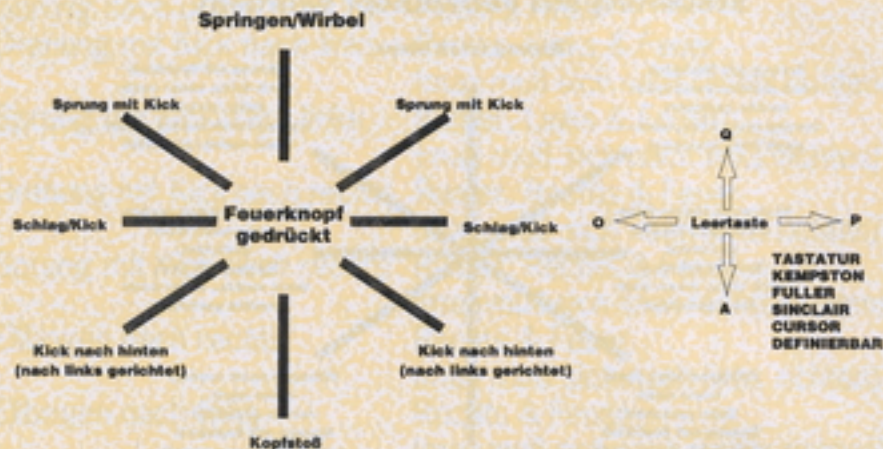 Springen/Wirbel
Sprung mit Kick
Sprung mit Kick
Schlag/Kick
Feuerknopf
gedrückt
Schlag/Kick
Kick nach hinten
(nach links gerichtet)
Kick nach hinten
(nach links gerichtet)
Kopfstoß
Q
O
Leertaste
P
A
TASTATUR
KEMPSTON
FULLER
SINCLAIR
CURSOR
DEFINIERBAR